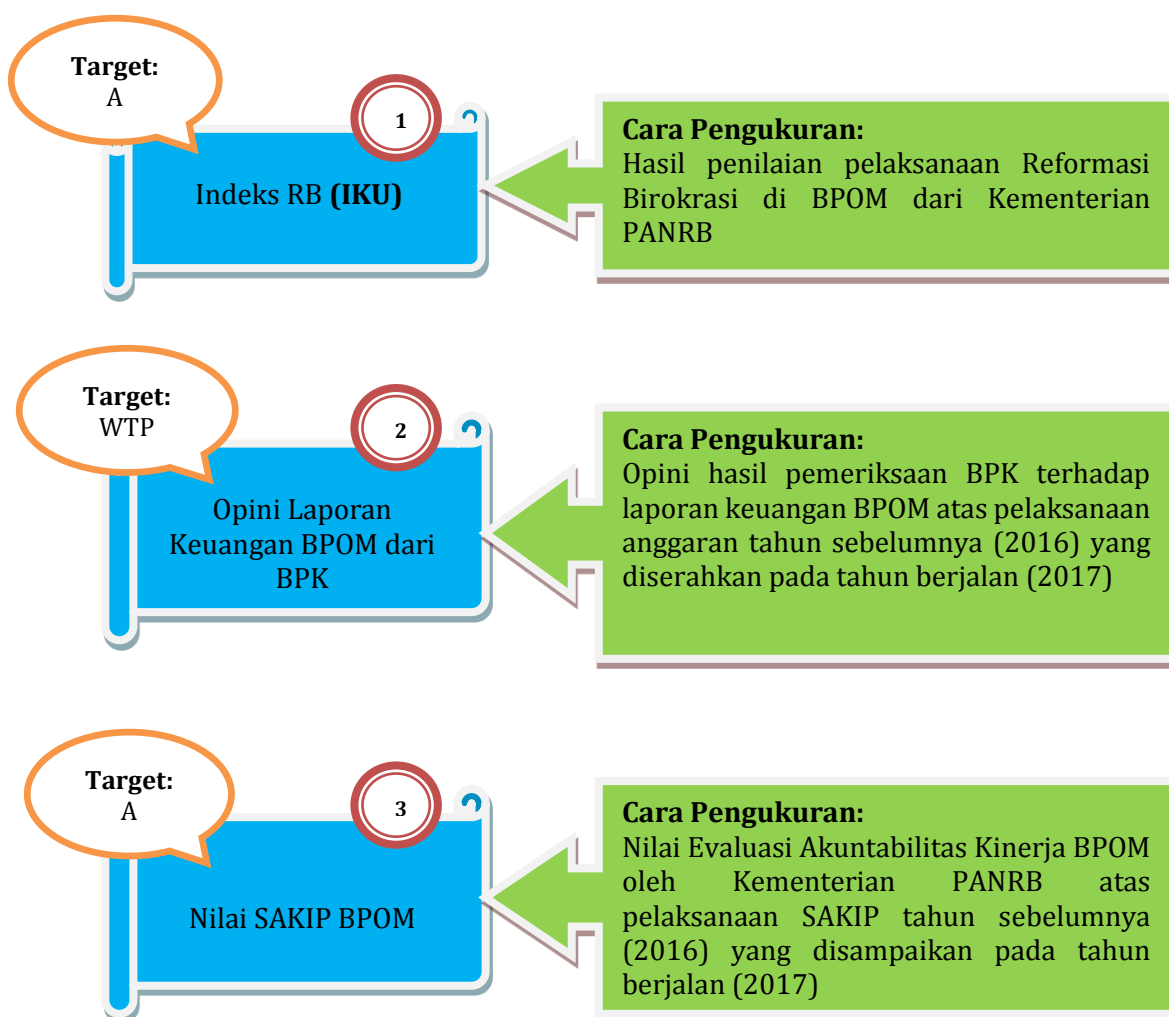 Target:
A
1
Indeks RB (IKU)
Cara Pengukuran:
Hasil penilaian pelaksanaan Reformasi
Birokrasi di BPOM dari Kementerian
PANRB
Target:
WTP
2
Opini Laporan
Keuangan BPOM dari
BPK
Cara Pengukuran:
Opini hasil pemeriksaan BPK terhadap
laporan keuangan BPOM atas pelaksanaan
anggaran tahun sebelumnya (2016) yang
diserahkan pada tahun berjalan (2017)
Target:
A
3
Nilai SAKIP BPOM
Cara Pengukuran:
Nilai Evaluasi Akuntabilitas Kinerja BPOM
oleh Kementerian PANRB atas
pelaksanaan SAKIP tahun sebelumnya
(2016) yang disampaikan pada tahun
berjalan (2017)